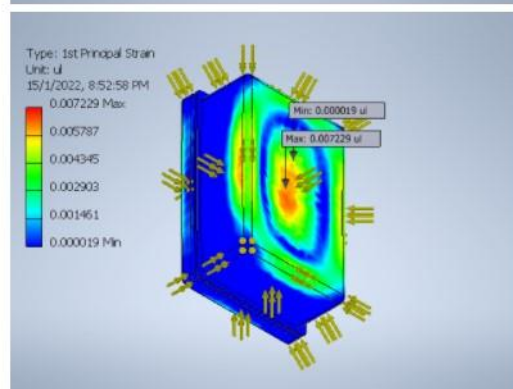 Type: 1st Principal Strain
Unit: ul
15/1/2022, 8:52:58 PM
0.007229 Max
0.005787
0.004345
0.002903
0.001461
0.000019 Min
Min: 0.000019 ul
Max: 0.007229 ul